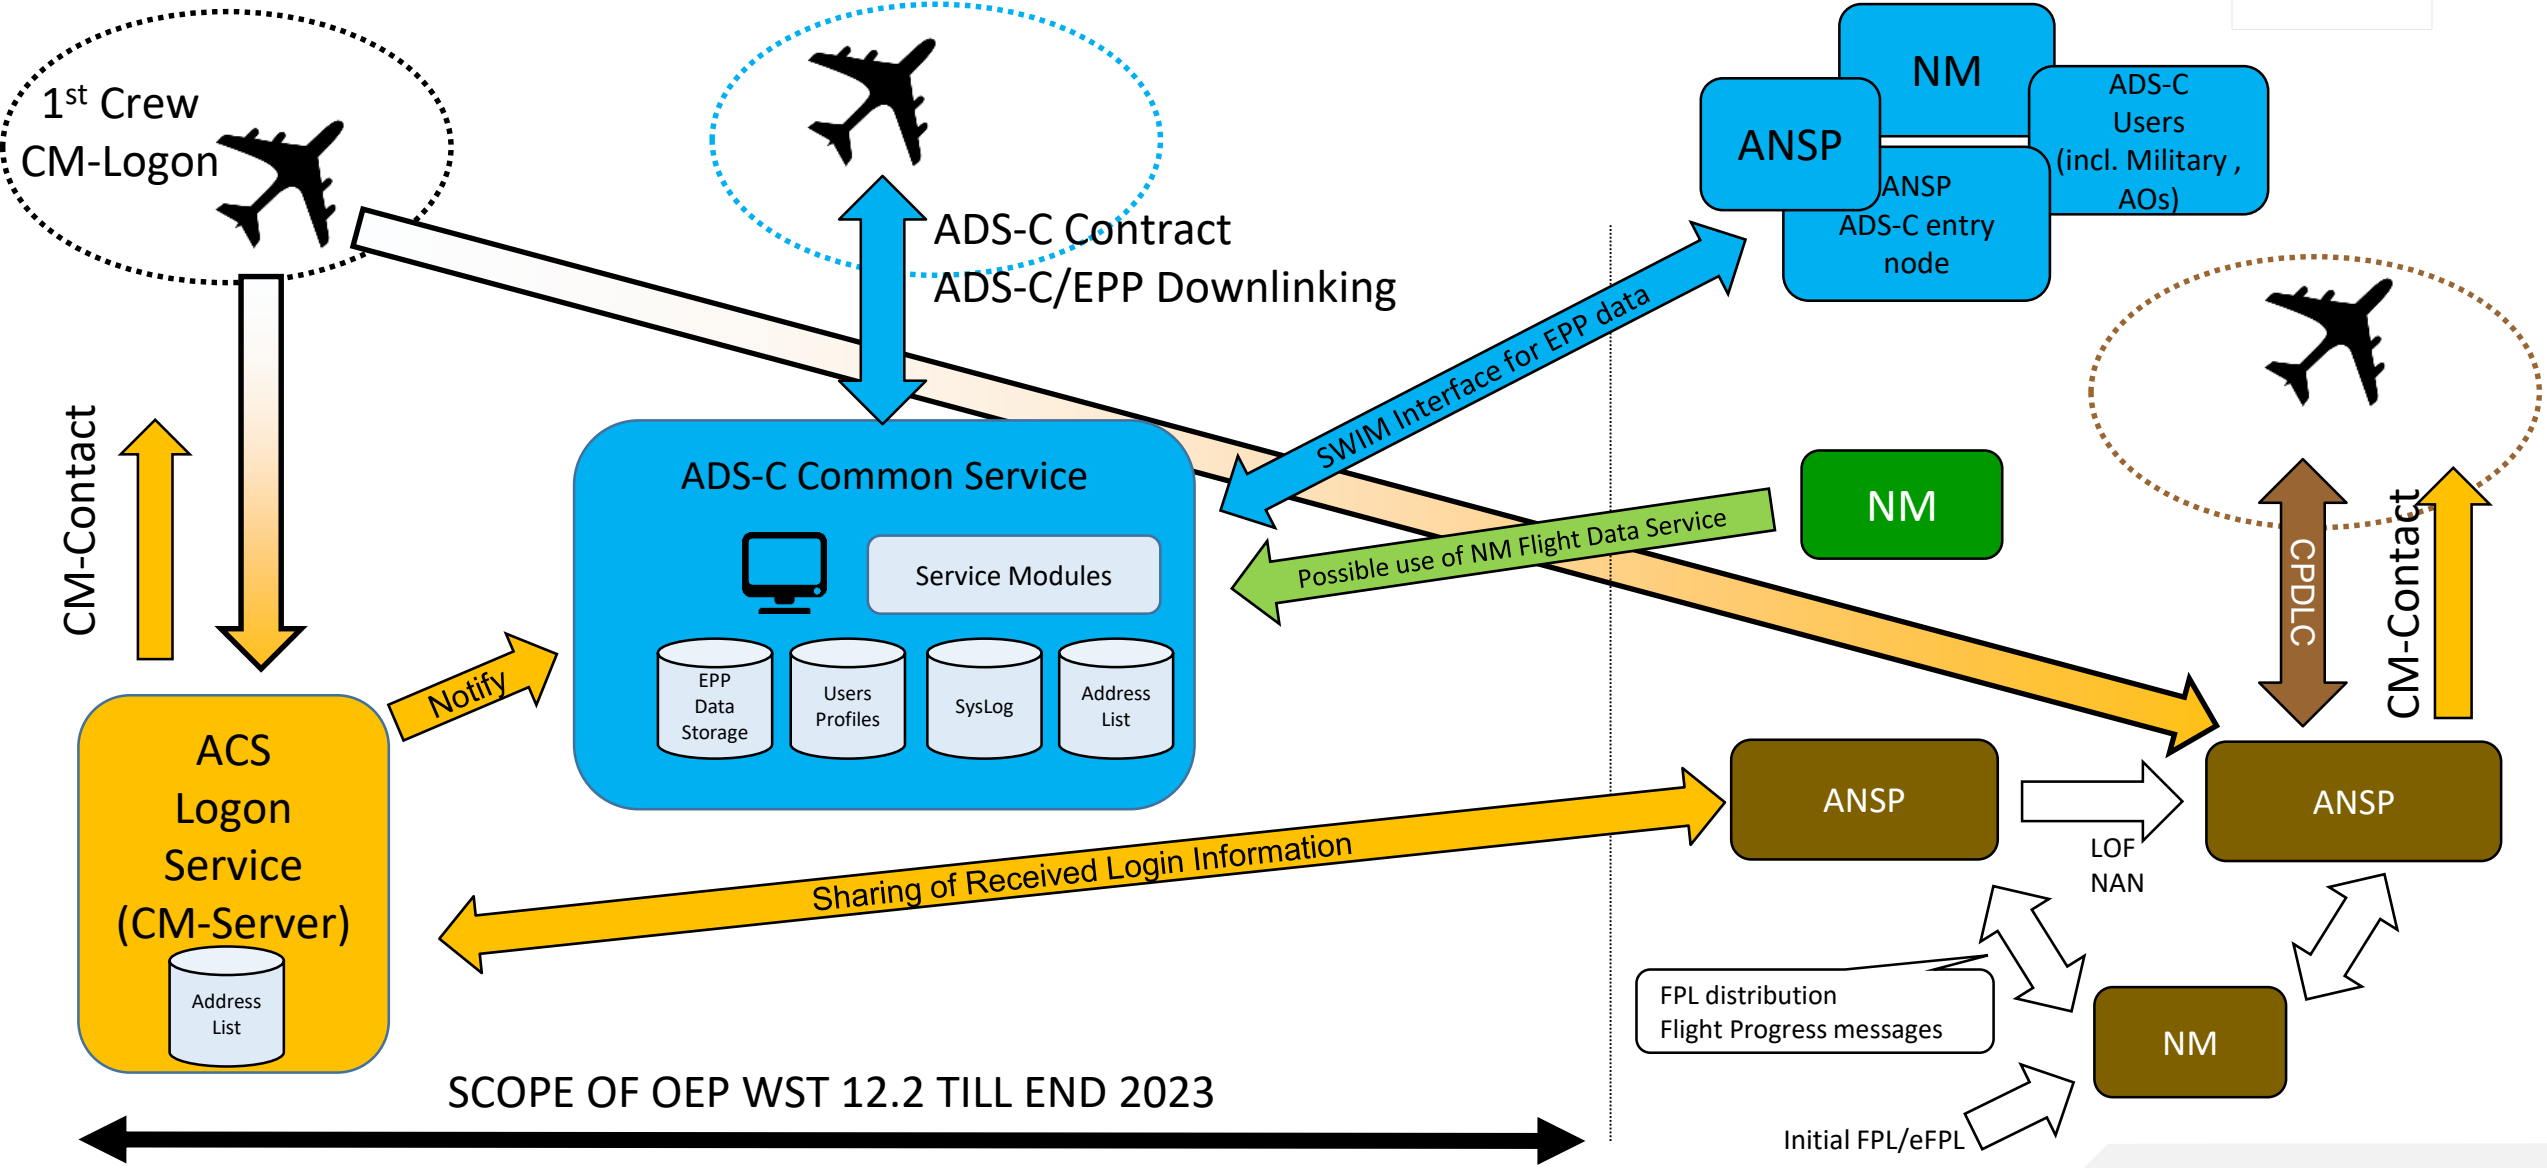 1st Crew
CM-Logon
NM
ANSP
ADS-C
Users
(incl. Military ,
AOs)
ANSP
ADS-C entry
node
ADS-C Contract
ADS-C/EPP Downlinking
SWIM Interface for EPP data
CM-Contact
ADS-C Common Service
Service Modules
EPP
Data
Storage
Users
Profiles
SysLog
Address
List
Possible use of NM Flight Data Service
NM
CPDLC
CM-Contact
Notify
ACS
Logon
Service
(CM-Server)
Address
List
Sharing of Received Login Information
ANSP
LOF
NAN
ANSP
FPL distribution
Flight Progress messages
NM
Initial FPL/eFPL
SCOPE OF OEP WST 12.2 TILL END 2023